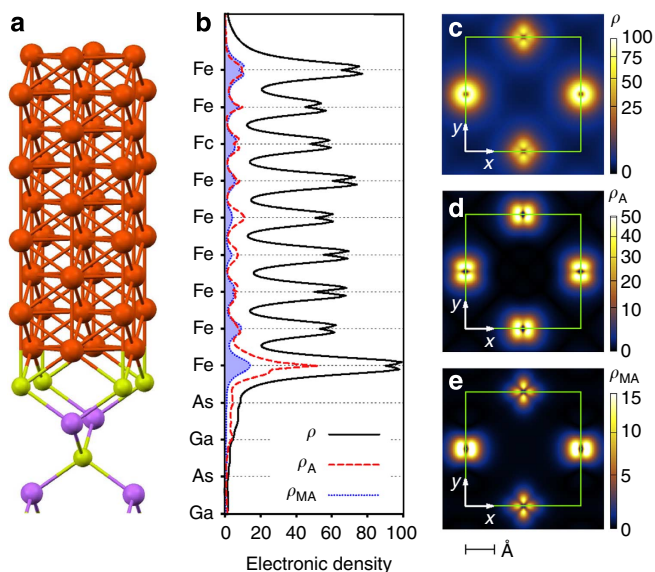 a
b
Fe
Fe
Fc
Fe
Fe
Fe
Fe
Fe
Fe
As
Ga
As
Ga
ρ
ρA
ρMA
0 20 40 60 80 100
Electronic density
c
ρ
100
75
50
25
0
y
x
d
ρA
50
40
30
20
10
0
y
x
e
ρMA
15
10
5
0
y
x
Å